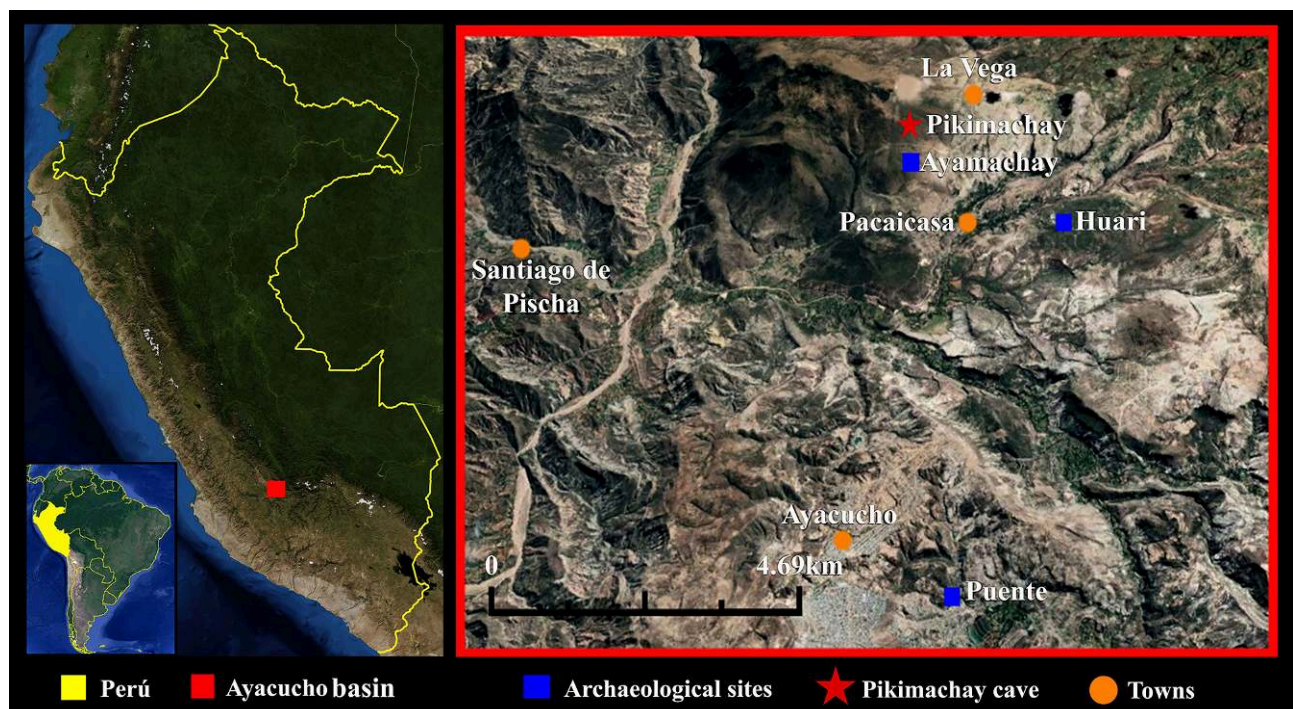 La Vega
Pikimachay
Ayamachay
Pacaicasa
Huari
Santiago de
Pischa
Ayacucho
0
4.69km
Puente
Perú
Ayacucho basin
Archaeological sites
Pikimachay cave
Towns